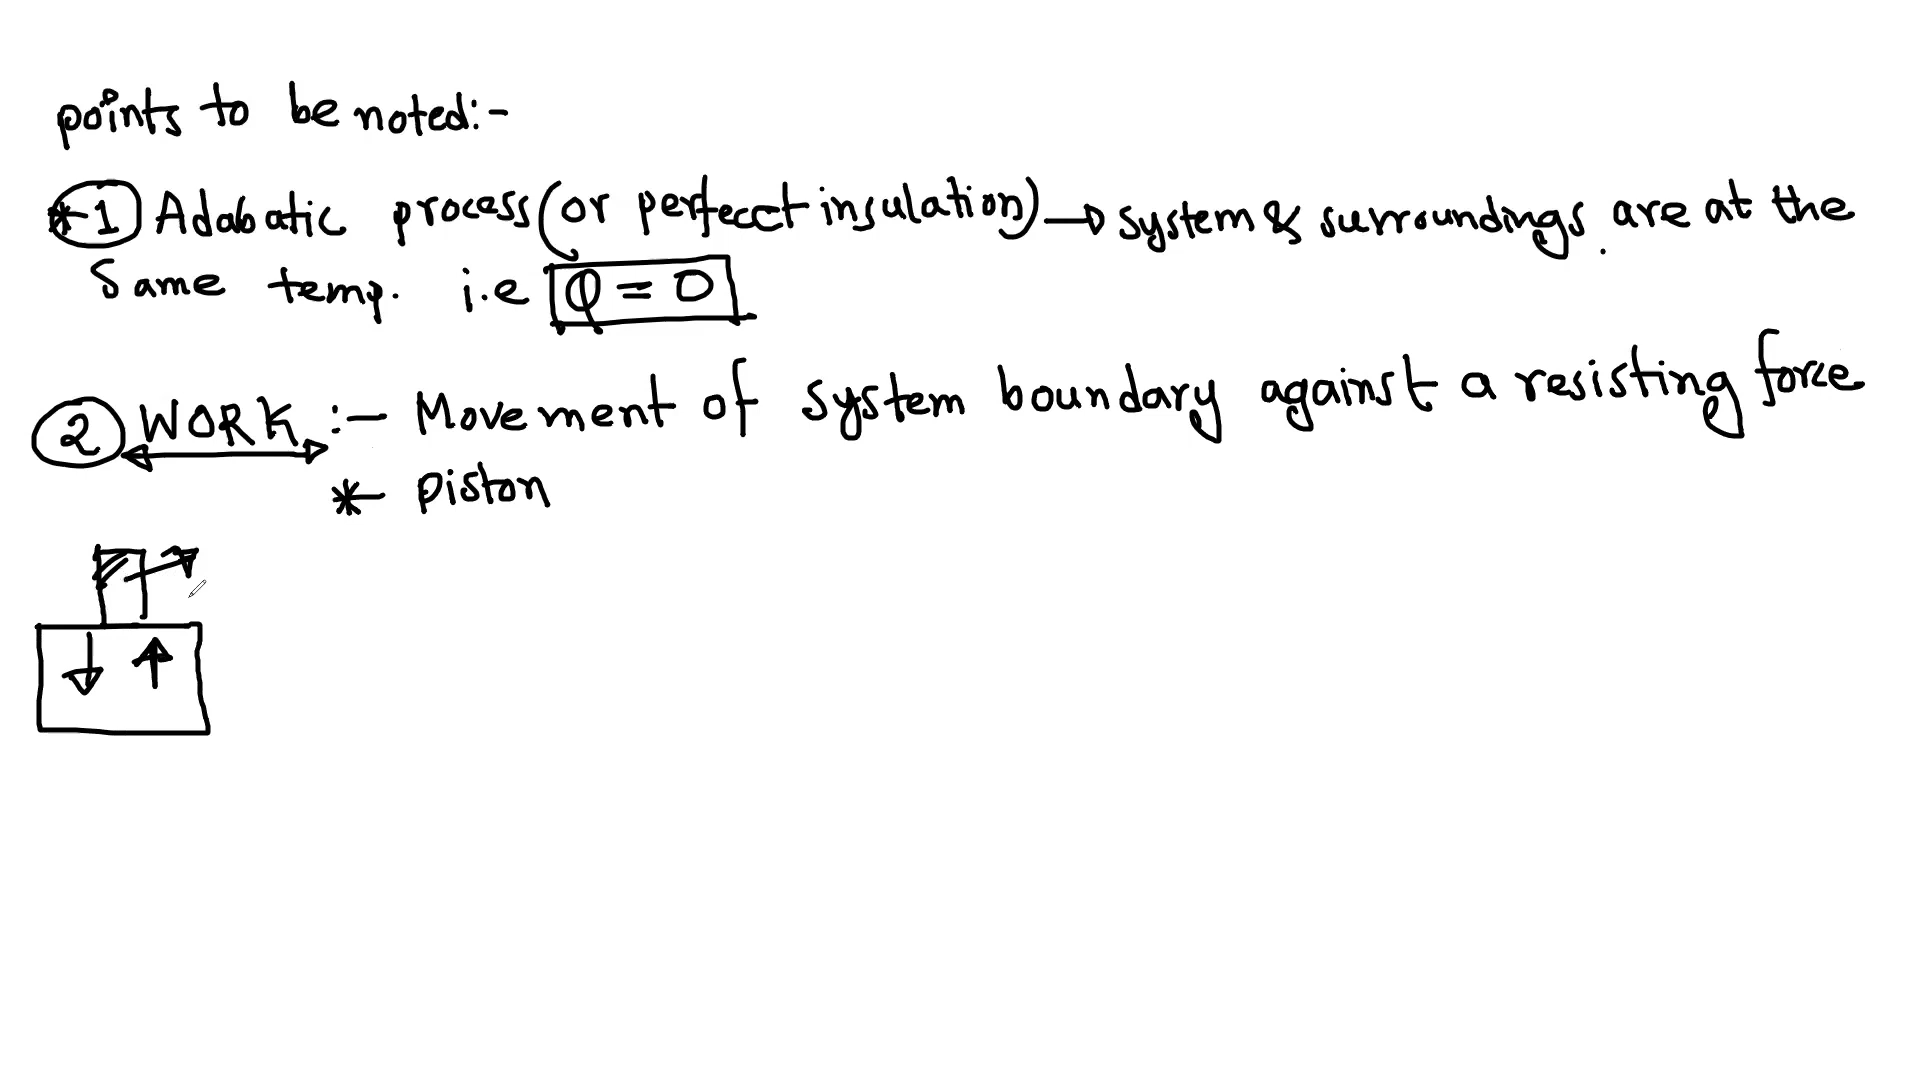 points to be noted:-
*1 Adabatic process (or perfecct insulation) → system & surroundings are at the
same temp. i.e Q = 0
2 WORK :- Movement of system boundary against a resisting force
*- piston